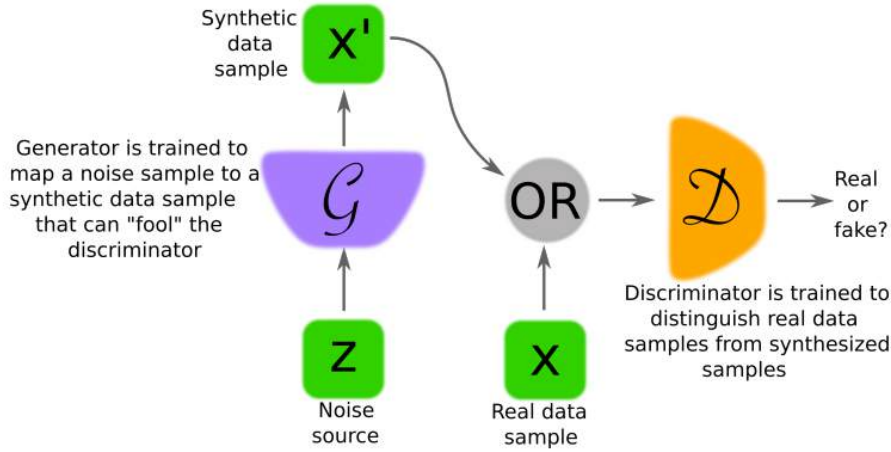 Synthetic
data
sample
x'
Generator is trained to
map a noise sample to a
synthetic data sample
that can "fool" the
discriminator
G
z
Noise
source
OR
x
Real data
sample
D
Real
or
fake?
Discriminator is trained to
distinguish real data
samples from synthesized
samples